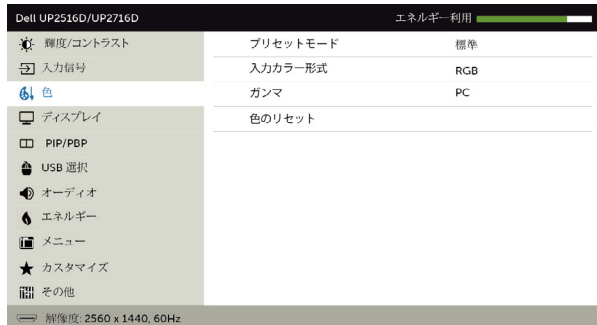 Dell UP2516D/UP2716D エネルギー利用
輝度/コントラスト プリセットモード 標準
入力信号 入力カラー形式 RGB
色 ガンマ PC
ディスプレイ 色のリセット
PIP/PBP
USB 選択
オーディオ
エネルギー
メニュー
カスタマイズ
その他
解像度: 2560 x 1440, 60Hz